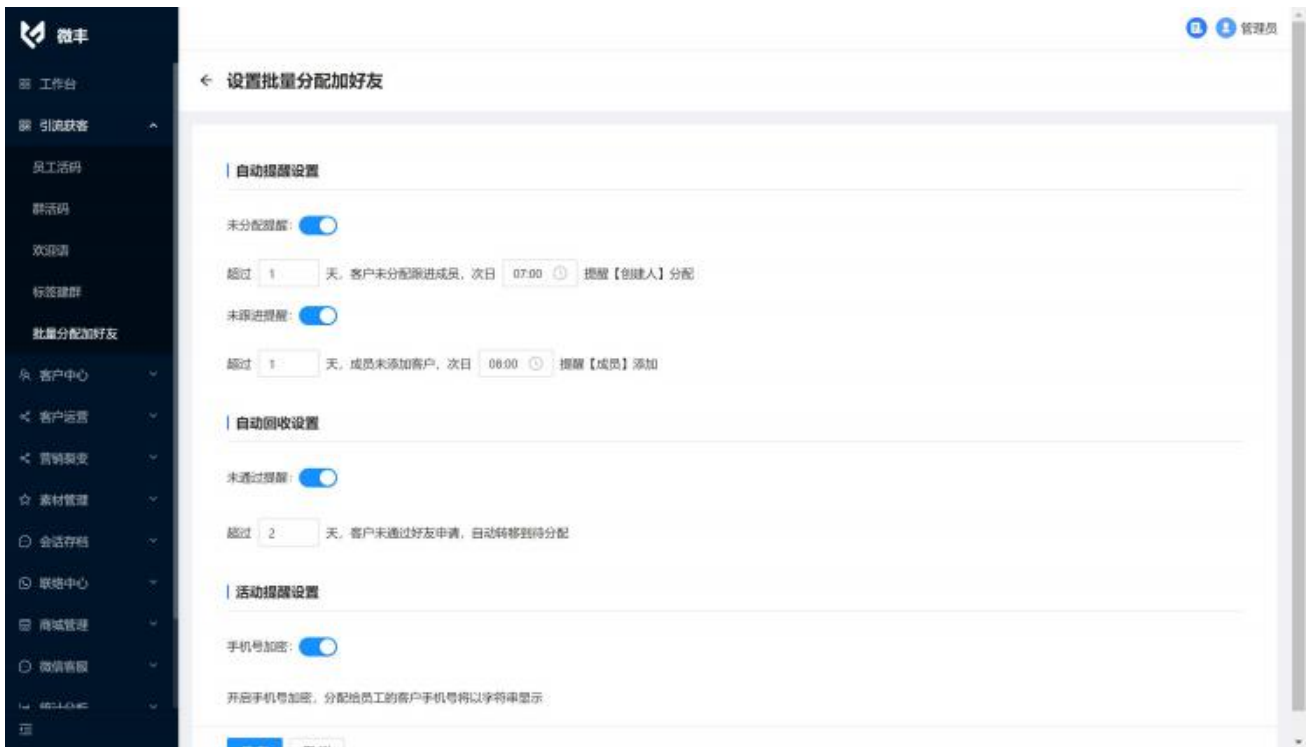 微丰
管理员
工作台
引流获客
员工活码
群活码
欢迎语
标签建群
批量分配加好友
客户中心
客户运营
营销裂变
素材管理
会话存档
联络中心
商城管理
微信客服
统计分析
设置批量分配加好友
自动提醒设置
未分配提醒:
超过 1 天，客户未分配跟进成员，次日 07:00 提醒【创建人】分配
未跟进提醒:
超过 1 天，成员未添加客户，次日 08:00 提醒【成员】添加
自动回收设置
未通过提醒:
超过 2 天，客户未通过好友申请，自动转移到待分配
活动提醒设置
手机号加密:
开启手机号加密，分配给员工的客户手机号将以字符串显示